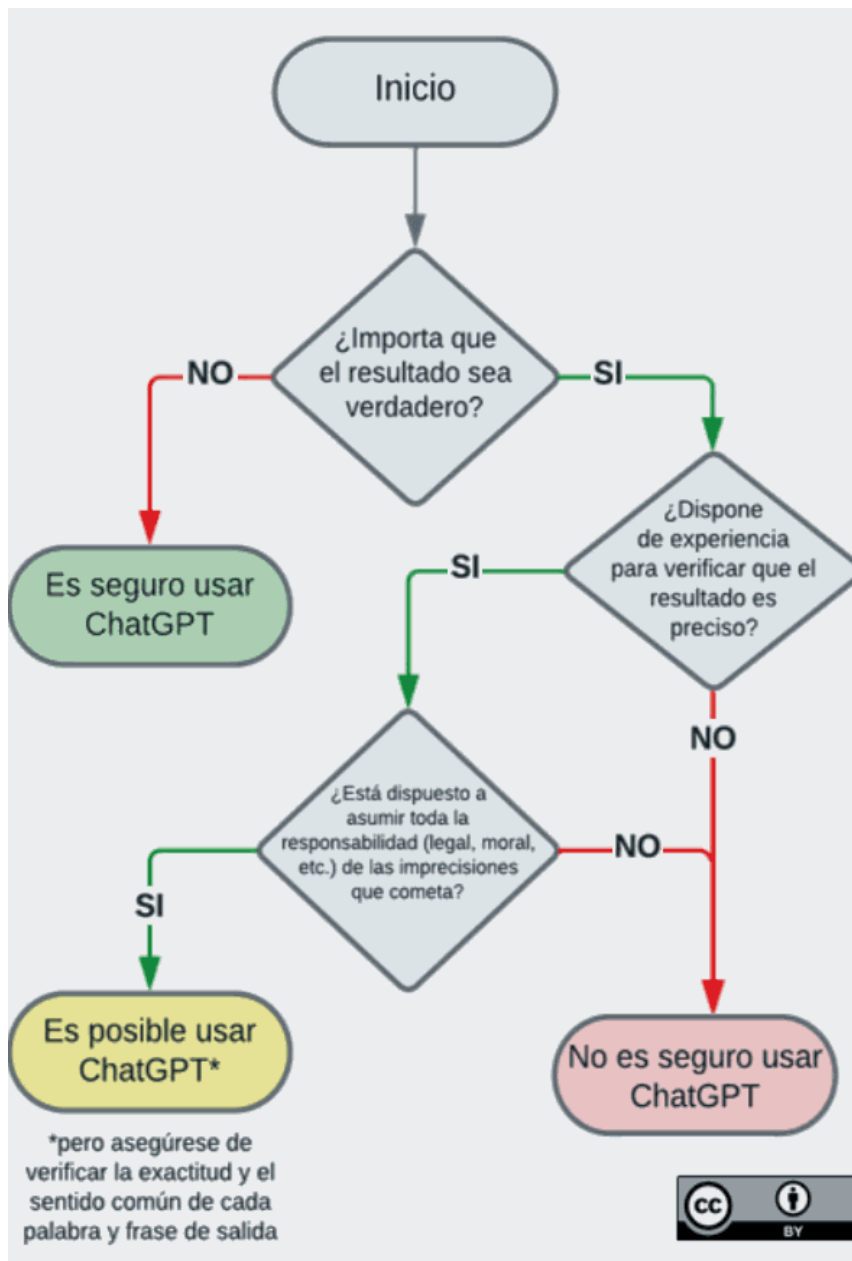 Inicio
¿Importa que
el resultado sea
verdadero?
NO
SI
¿Dispone
de experiencia
para verificar que el
resultado es
preciso?
Es seguro usar
ChatGPT
SI
NO
¿Está dispuesto a
asumir toda la
responsabilidad (legal, moral,
etc.) de las imprecisiones
que cometa?
NO
SI
Es posible usar
ChatGPT*
No es seguro usar
ChatGPT
*pero asegúrese de
verificar la exactitud y el
sentido común de cada
palabra y frase de salida
cc
BY